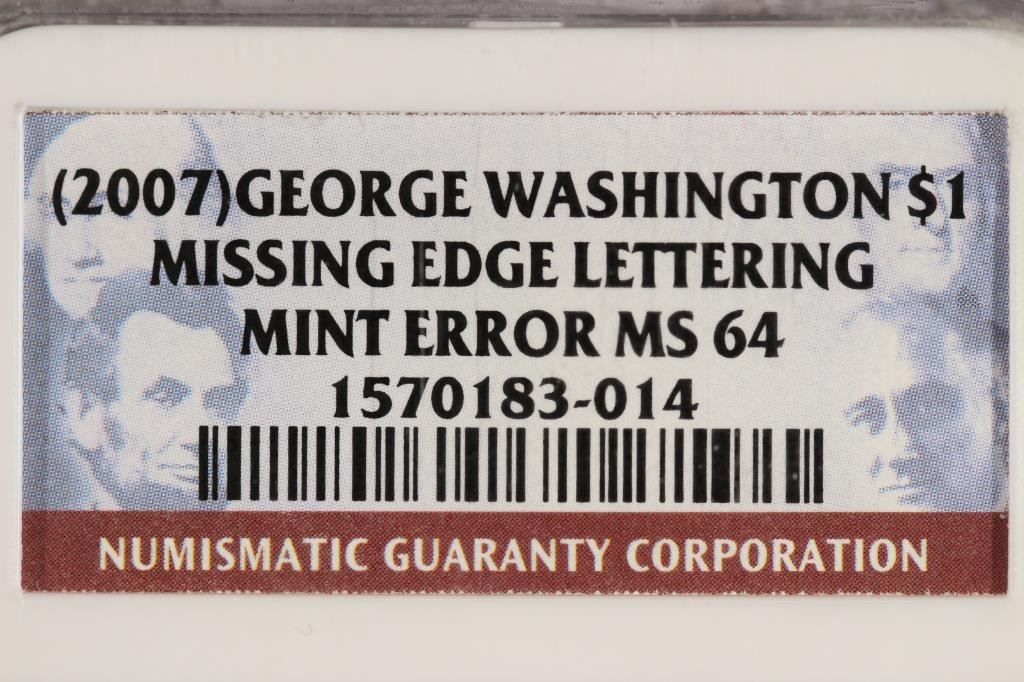 (2007)GEORGE WASHINGTON $1
MISSING EDGE LETTERING
MINT ERROR MS 64
1570183-014
NUMISMATIC GUARANTY CORPORATION